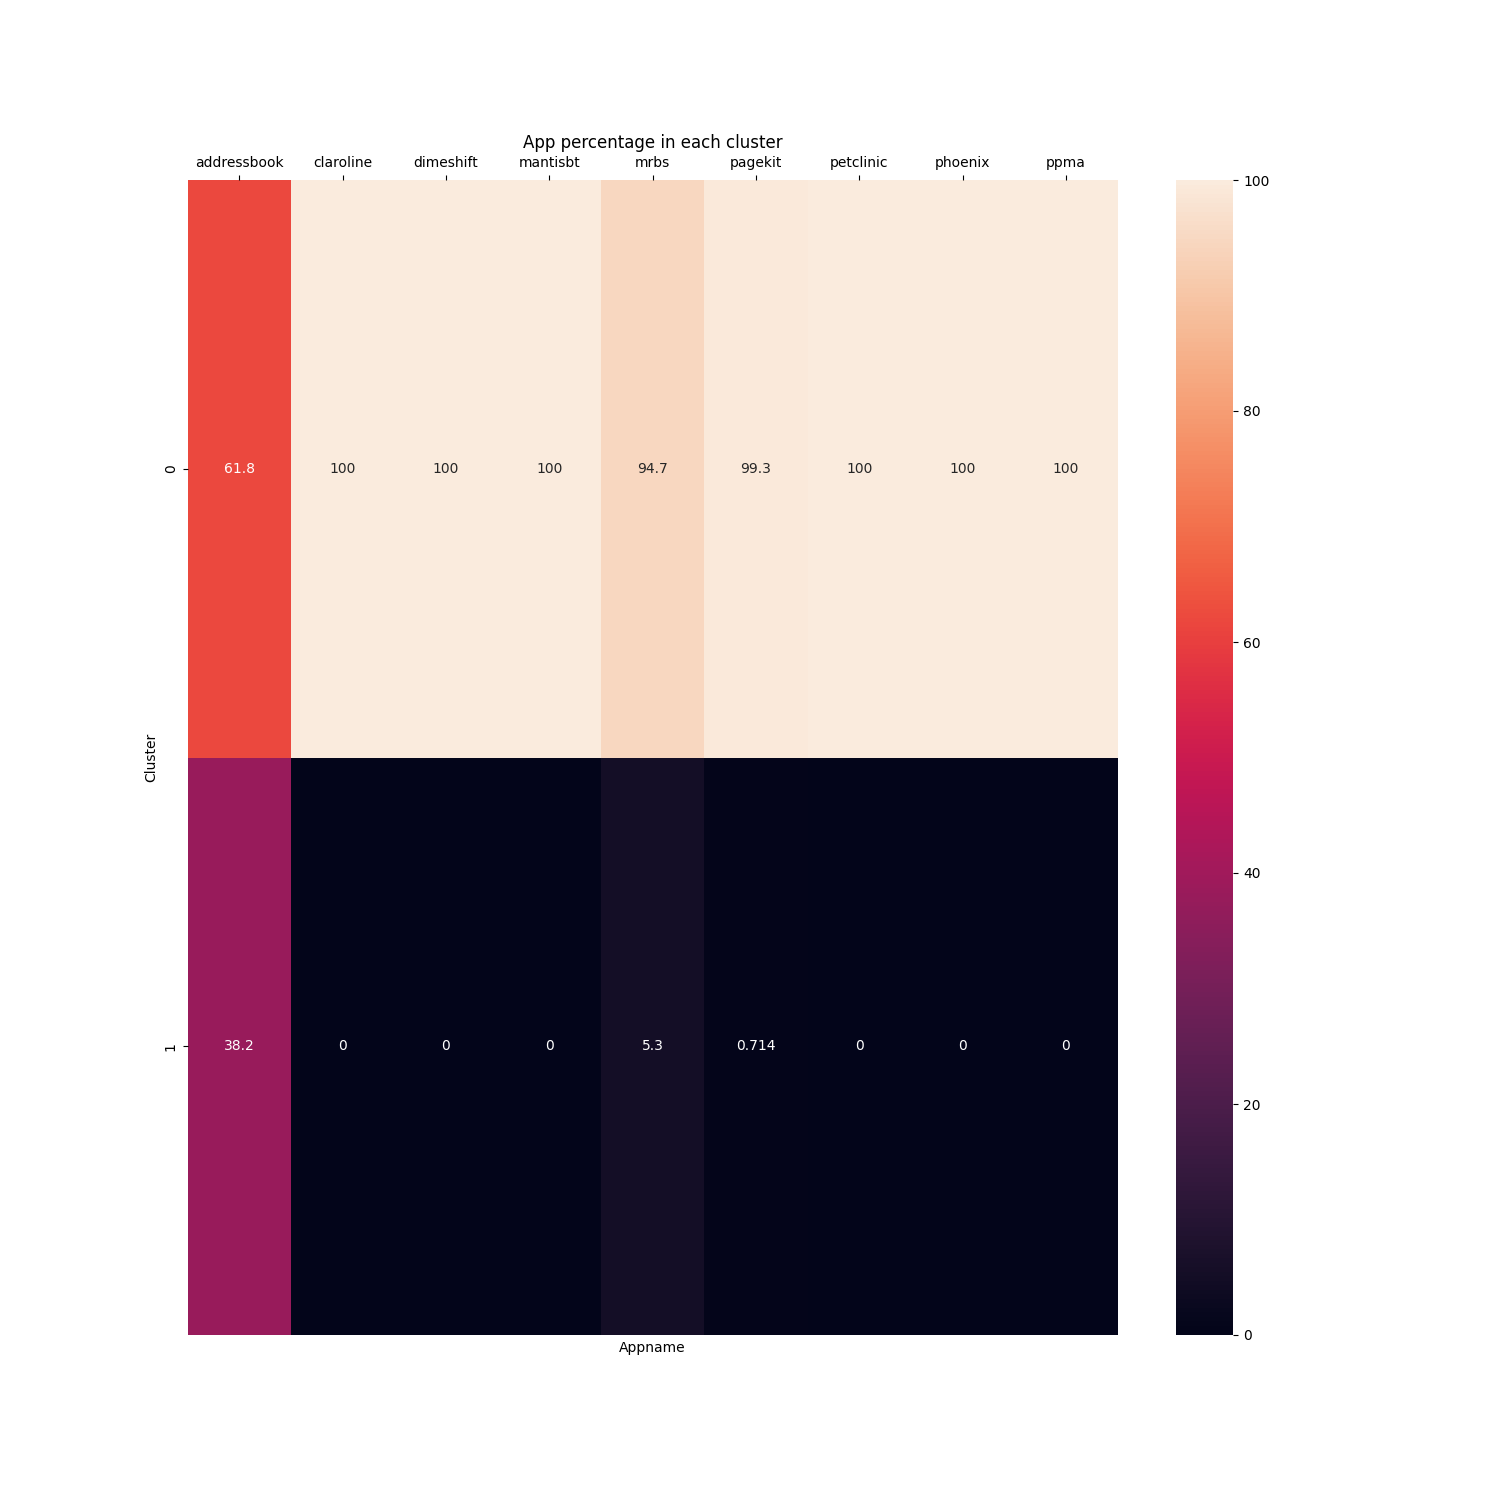 App percentage in each cluster
addressbook claroline dimeshift mantisbt mrbs pagekit petclinic phoenix ppma
100
80
0 61.8 100 100 100 94.7 99.3 100 100 100
60
Cluster
40
1 38.2 0 0 0 5.3 0.714 0 0 0
20
0
Appname